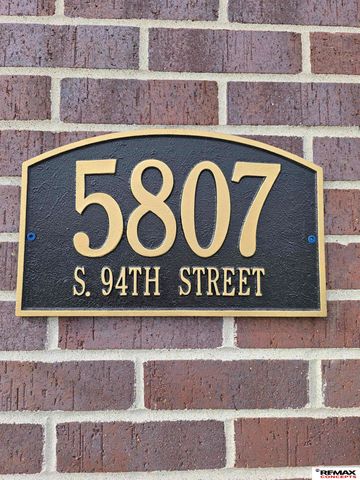 5807
S. 94TH STREET
RE/MAX
CONCEPTS